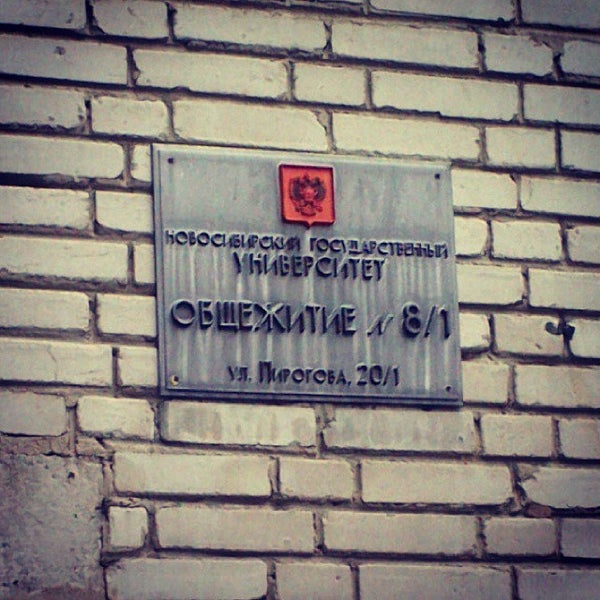 НОВОСИБИРСКИЙ ГОСУДАРСТВЕННЫЙ
УНИВЕРСИТЕТ
ОБЩЕЖИТИЕ № 8/1
УЛ. ПИРОГОВА, 20/1